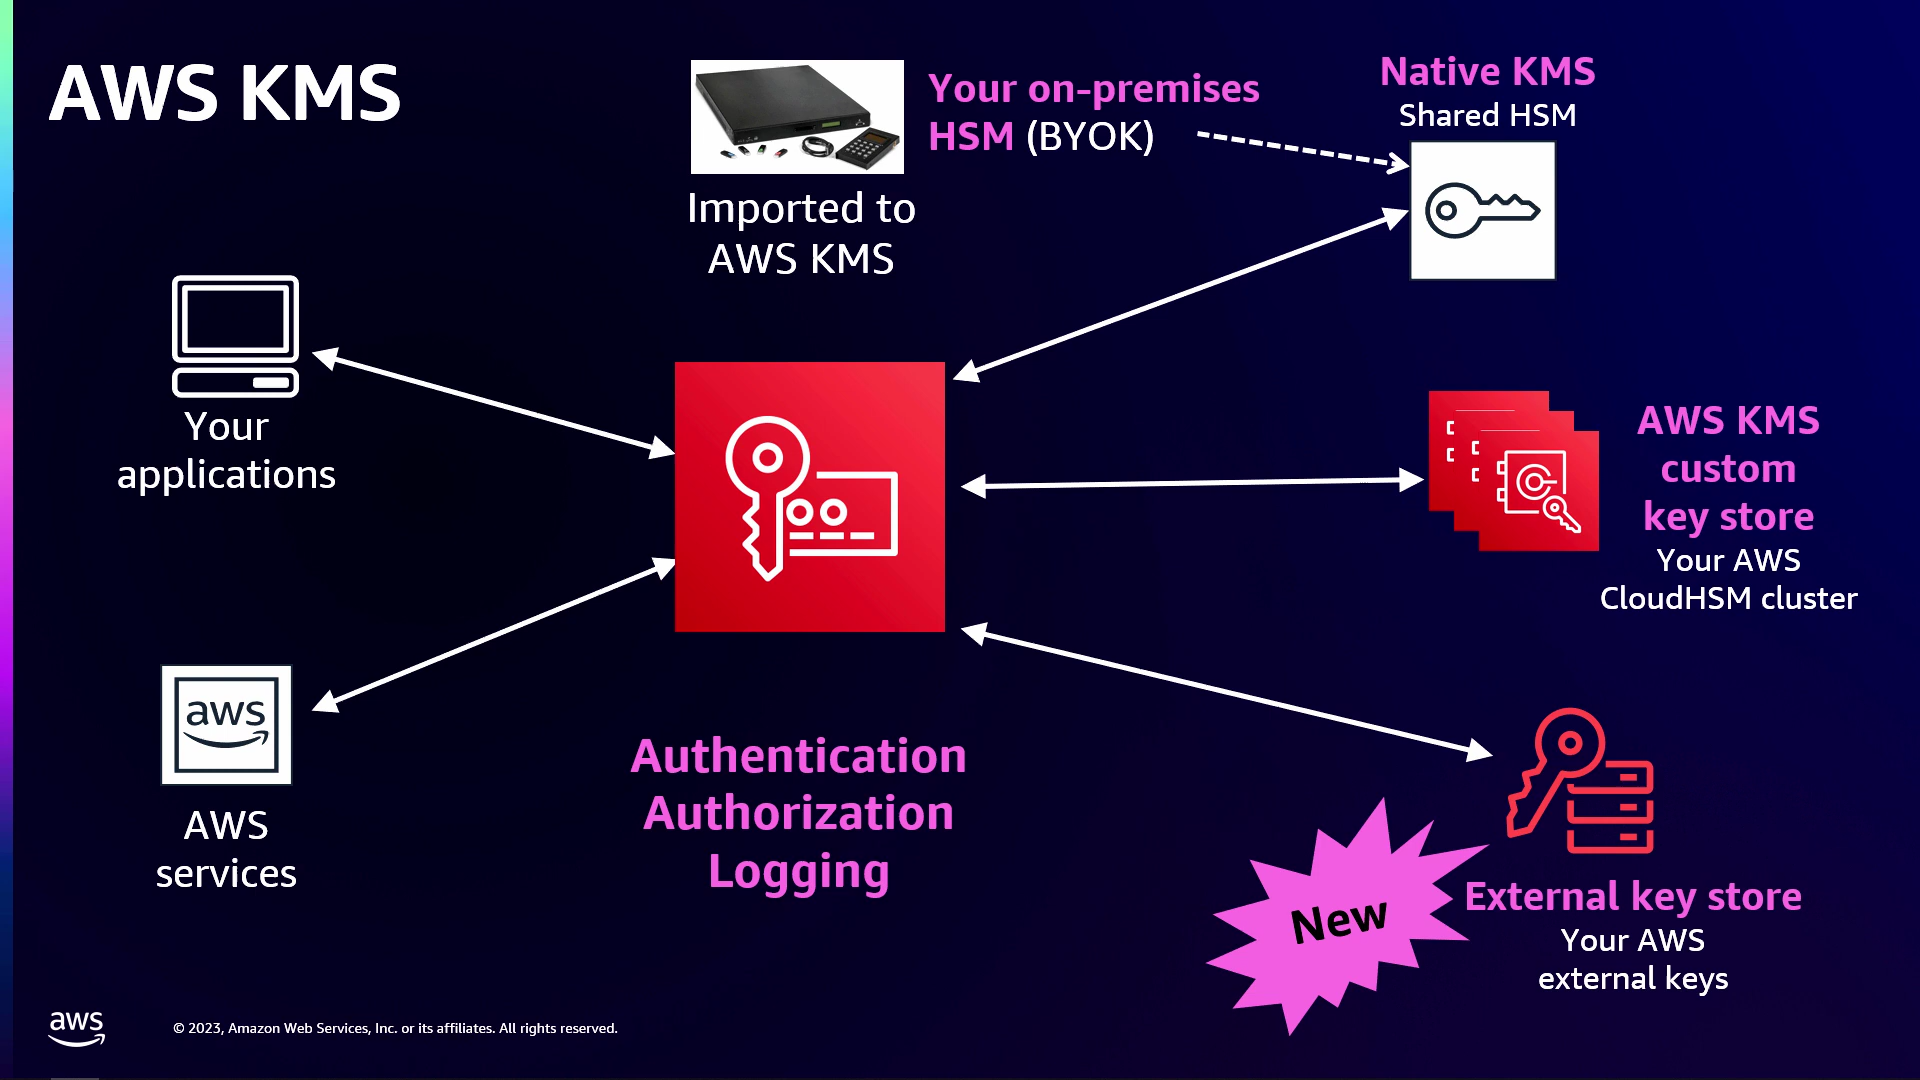 AWS KMS
Your on-premises
HSM (BYOK)
Imported to
AWS KMS
Native KMS
Shared HSM
Your
applications
AWS KMS
custom
key store
Your AWS
CloudHSM cluster
aws
AWS
services
Authentication
Authorization
Logging
New
External key store
Your AWS
external keys
aws
© 2023, Amazon Web Services, Inc. or its affiliates. All rights reserved.